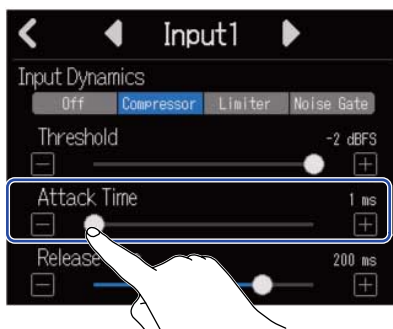 Input1
Input Dynamics
Off Compressor Limiter Noise Gate
Threshold -2 dBFS
Attack Time 1 ms
Release 200 ms